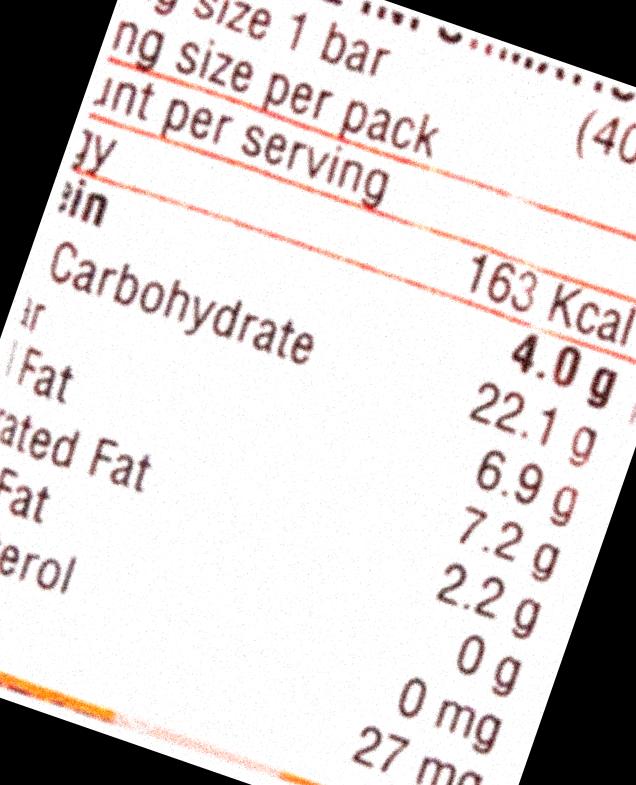 size 1 bar (40
ng size per pack
unt per serving
gy 163 Kcal
ein 4.0 g
Carbohydrate 22.1 g
ar 6.9 g
Fat 7.2 g
rated Fat 2.2 g
Fat 0 g
erol 0 mg
27 mg